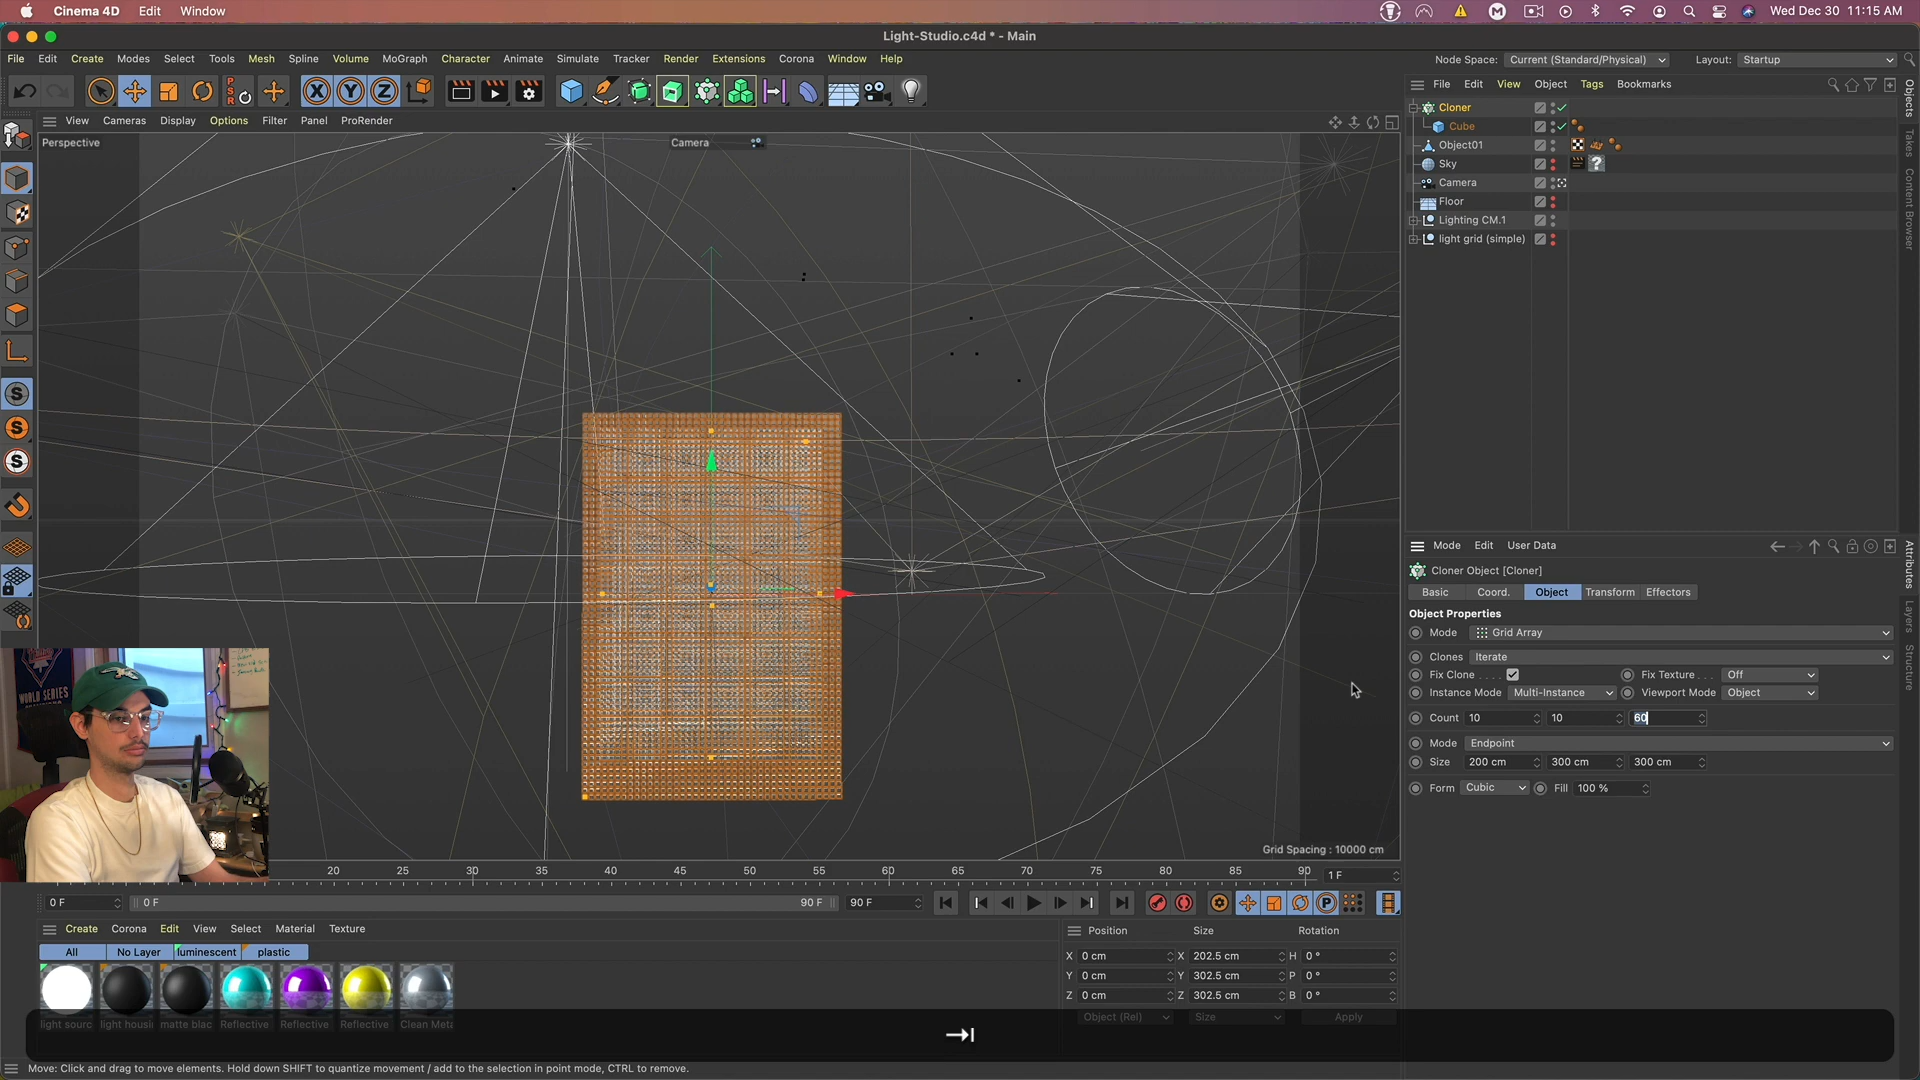 Cinema 4D Edit Window Wed Dec 30 11:15 AM
Light-Studio.c4d * - Main
File Edit Create Modes Select Tools Mesh Spline Volume MoGraph Character Animate Simulate Tracker Render Extensions Corona Window Help Node Space: Current (Standard/Physical) Layout: Startup
PSR X Y Z
File Edit View Object Tags Bookmarks
Objects
Takes
Content Browser
View Cameras Display Options Filter Panel ProRender
Perspective Camera
Cloner
Cube
Object01
Sky
Camera
Floor
Lighting CM.1
light grid (simple)
Mode Edit User Data
Attributes
Layers
Structure
Cloner Object [Cloner]
Basic Coord. Object Transform Effectors
Object Properties
Mode Grid Array
Clones Iterate
Fix Clone Fix Texture Off
Instance Mode Multi-Instance Viewport Mode Object
Count 10 10 60
Mode Endpoint
Size 200 cm 300 cm 300 cm
Form Cubic Fill 100 %
WORLD SERIES
Grid Spacing : 10000 cm
20 25 30 35 40 45 50 55 60 65 70 75 80 85 90 1 F
0 F 0 F 90 F 90 F
Create Corona Edit View Select Material Texture
All No Layer luminescent plastic
light sourc light housi matte blac Reflective Reflective Reflective Clean Meta
Position Size Rotation
X 0 cm X 202.5 cm H 0 °
Y 0 cm Y 302.5 cm P 0 °
Z 0 cm Z 302.5 cm B 0 °
Object (Rel) Size Apply
Move: Click and drag to move elements. Hold down SHIFT to quantize movement / add to the selection in point mode, CTRL to remove.